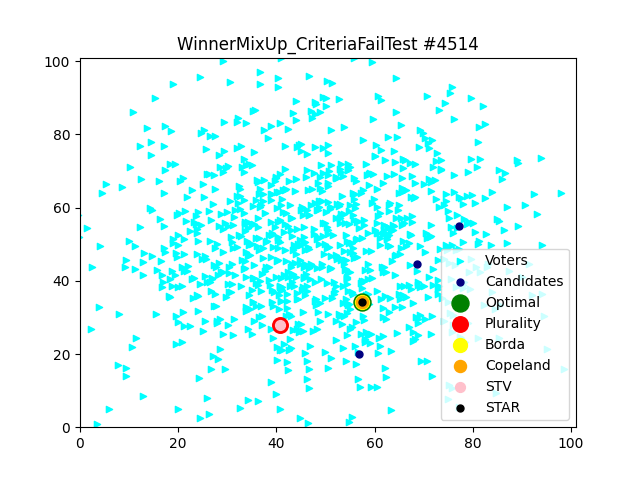 WinnerMixUp_CriteriaFailTest #4514
100
80
60
40
20
0
0
20
40
60
80
100
Voters
Candidates
Optimal
Plurality
Borda
Copeland
STV
STAR